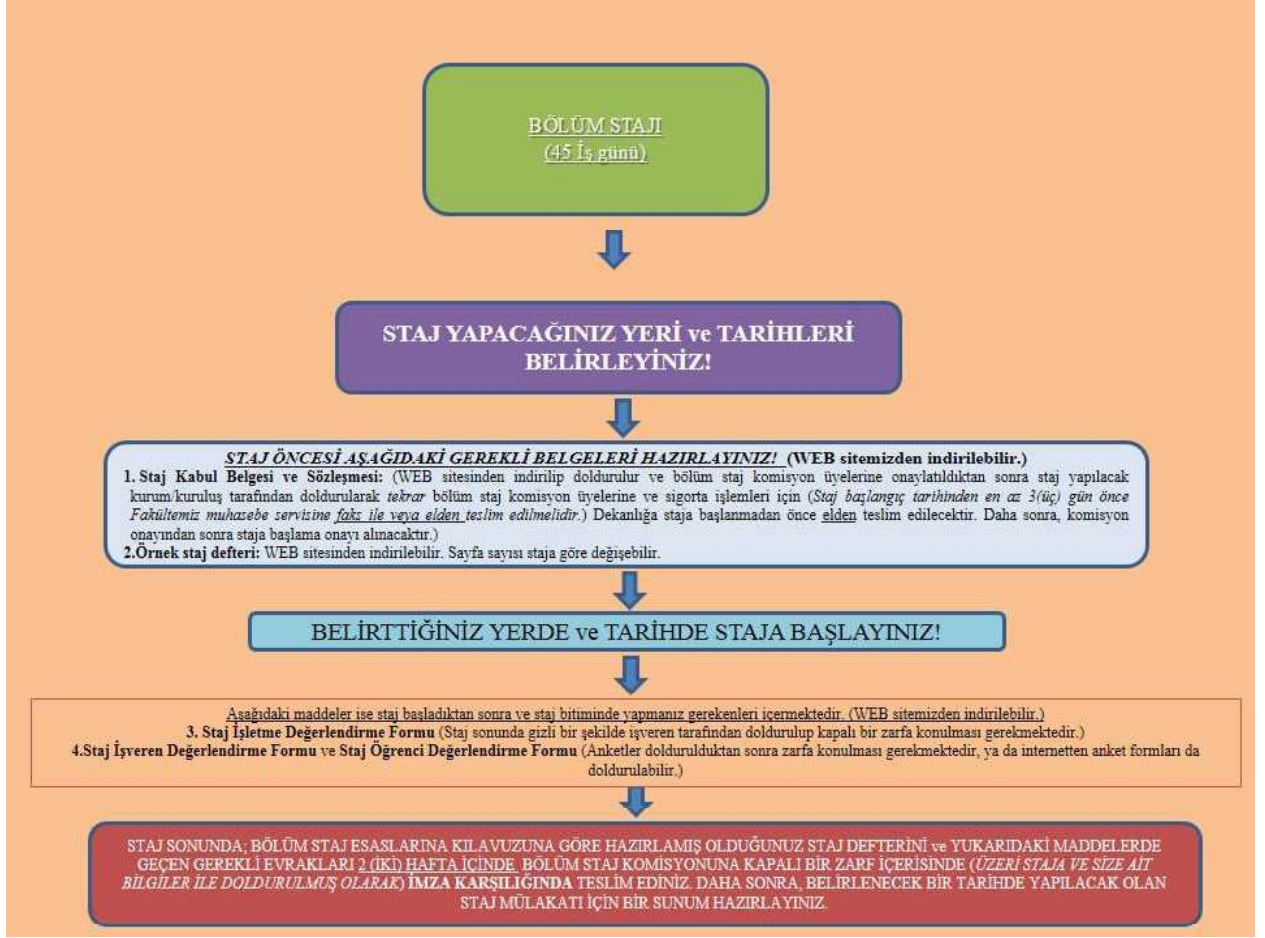 BÖLÜM STAJI
(45 İş günü)
STAJ YAPACAĞINIZ YERİ ve TARİHLERİ
BELİRLEYİNİZ!
STAJ ÖNCESİ AŞAĞIDAKİ GEREKLİ BELGELERİ HAZIRLAYINIZ! (WEB sitemizden indirilebilir.)
1. Staj Kabul Belgesi ve Sözleşmesi: (WEB sitesinden indirilip doldurulur ve bölüm staj komisyon üyelerine onaylatıldıktan sonra staj yapılacak
kurum/kuruluş tarafından doldurularak tekrar bölüm staj komisyon üyelerine ve sigorta işlemleri için (Staj başlangıç tarihinden en az 3(üç) gün önce
Fakültemiz muhasebe servisine faks ile veya elden teslim edilmelidir.) Dekanlığa staja başlanmadan önce elden teslim edilecektir. Daha sonra, komisyon
onayından sonra staja başlama onayı alınacaktır.)
2.Örnek staj defteri: WEB sitesinden indirilebilir. Sayfa sayısı staja göre değişebilir.
BELİRTTİĞİNİZ YERDE ve TARİHDE STAJA BAŞLAYINIZ!
Aşağıdaki maddeler ise staj başladıktan sonra ve staj bitiminde yapmanız gerekenleri içermektedir. (WEB sitemizden indirilebilir.)
3. Staj İşletme Değerlendirme Formu (Staj sonunda gizli bir şekilde işveren tarafından doldurulup kapalı bir zarfa konulması gerekmektedir.)
4.Staj İşveren Değerlendirme Formu ve Staj Öğrenci Değerlendirme Formu (Anketler doldurulduktan sonra zarfa konulması gerekmektedir, ya da internetten anket formları da
doldurulabilir.)
STAJ SONUNDA; BÖLÜM STAJ ESASLARINA KILAVUZUNA GÖRE HAZIRLAMIŞ OLDUĞUNUZ STAJ DEFTERİNİ ve YUKARIDAKİ MADDELERDE
GEÇEN GEREKLİ EVRAKLARI 2 (İKİ) HAFTA İÇİNDE BÖLÜM STAJ KOMİSYONUNA KAPALI BİR ZARF İÇERİSİNDE (ÜZERİ STAJA VE SİZE AİT
BİLGİLER İLE DOLDURULMUŞ OLARAK) İMZA KARŞILIĞINDA TESLİM EDİNİZ. DAHA SONRA, BELİRLENECEK BİR TARİHDE YAPILACAK OLAN
STAJ MÜLAKATI İÇİN BİR SUNUM HAZIRLAYINIZ.